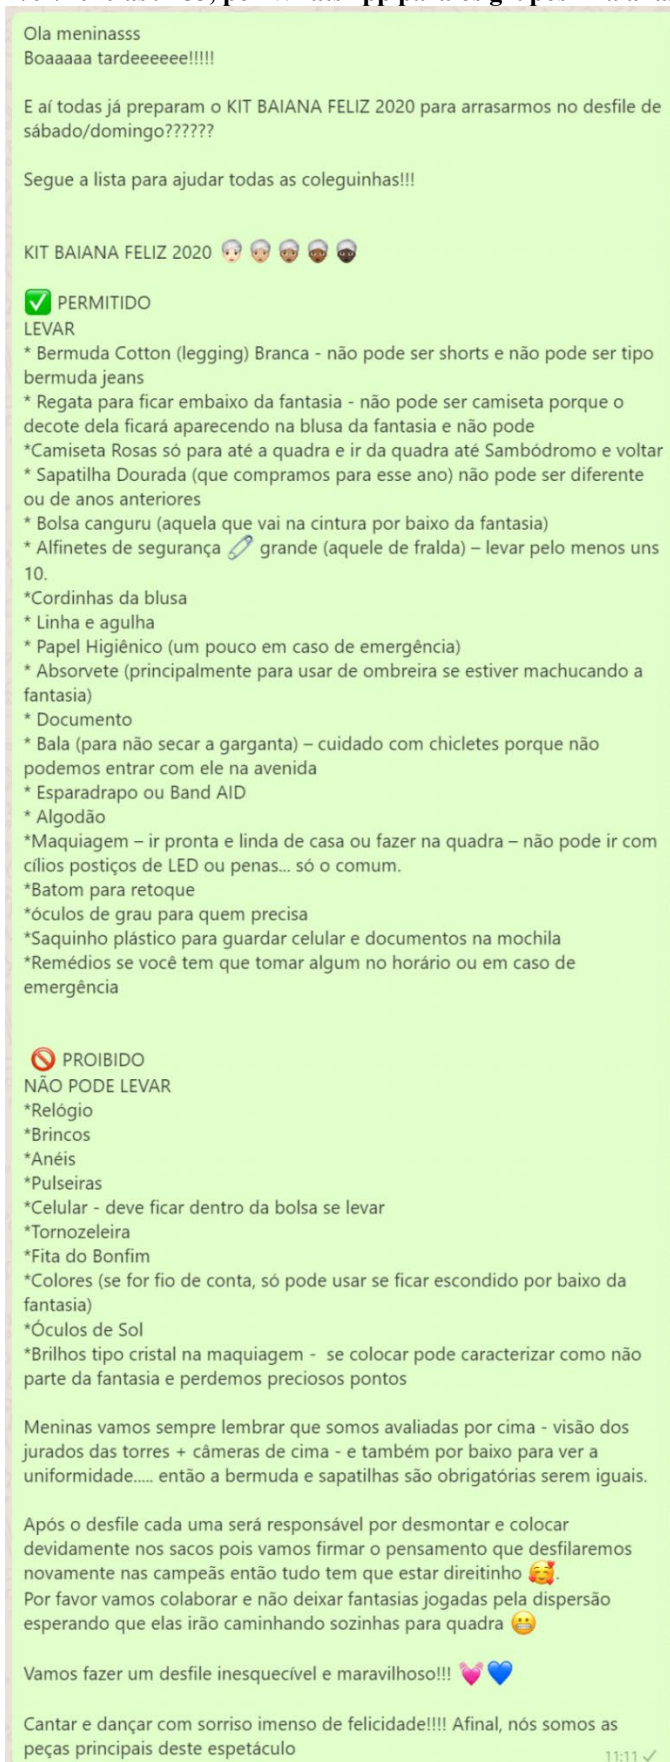 Ola meninasss
Boaaaaa tardeeeeee!!!!!
E aí todas já preparam o KIT BAIANA FELIZ 2020 para arrasarmos no desfile de
sábado/domingo??????
Segue a lista para ajudar todas as coleguinhas!!!
KIT BAIANA FELIZ 2020
PERMITIDO
LEVAR
* Bermuda Cotton (legging) Branca - não pode ser shorts e não pode ser tipo
bermuda jeans
* Regata para ficar embaixo da fantasia - não pode ser camiseta porque o
decote dela ficará aparecendo na blusa da fantasia e não pode
*Camiseta Rosas só para até a quadra e ir da quadra até Sambódromo e voltar
* Sapatilha Dourada (que compramos para esse ano) não pode ser diferente
ou de anos anteriores
* Bolsa canguru (aquela que vai na cintura por baixo da fantasia)
* Alfinetes de segurança 🧷 grande (aquele de fralda) – levar pelo menos uns
10.
*Cordinhas da blusa
* Linha e agulha
* Papel Higiênico (um pouco em caso de emergência)
* Absorvete (principalmente para usar de ombreira se estiver machucando a
fantasia)
* Documento
* Bala (para não secar a garganta) – cuidado com chicletes porque não
podemos entrar com ele na avenida
* Esparadrapo ou Band AID
* Algodão
*Maquiagem – ir pronta e linda de casa ou fazer na quadra – não pode ir com
cílios postiços de LED ou penas... só o comum.
*Batom para retoque
*óculos de grau para quem precisa
*Saquinho plástico para guardar celular e documentos na mochila
*Remédios se você tem que tomar algum no horário ou em caso de
emergência
PROIBIDO
NÃO PODE LEVAR
*Relógio
*Brincos
*Anéis
*Pulseiras
*Celular - deve ficar dentro da bolsa se levar
*Tornozeleira
*Fita do Bonfim
*Colores (se for fio de conta, só pode usar se ficar escondido por baixo da
fantasia)
*Óculos de Sol
*Brilhos tipo cristal na maquiagem - se colocar pode caracterizar como não
parte da fantasia e perdemos preciosos pontos
Meninas vamos sempre lembrar que somos avaliadas por cima - visão dos
jurados das torres + câmeras de cima - e também por baixo para ver a
uniformidade..... então a bermuda e sapatilhas são obrigatórias serem iguais.
Após o desfile cada uma será responsável por desmontar e colocar
devidamente nos sacos pois vamos firmar o pensamento que desfilaremos
novamente nas campeãs então tudo tem que estar direitinho 🥰.
Por favor vamos colaborar e não deixar fantasias jogadas pela dispersão
esperando que elas irão caminhando sozinhas para quadra 😬
Vamos fazer um desfile inesquecível e maravilhoso!!! 💓💙
Cantar e dançar com sorriso imenso de felicidade!!!! Afinal, nós somos as
peças principais deste espetáculo
11:11